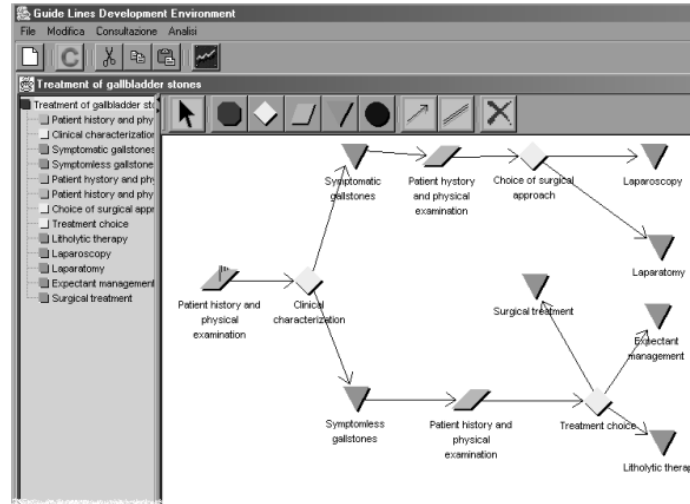 Guide Lines Development Environment
File Modifica Consultazione Analisi
Treatment of gallbladder stones
Treatment of gallbladder sto
Patient history and phy
Clinical characterization
Symptomatic gallstones
Symptomless gallstone
Patient hystory and phy
Patient history and phy
Choice of surgical appr
Treatment choice
Litholytic therapy
Laparoscopy
Laparatomy
Expectant management
Surgical treatment
Symptomatic
gallstones
Patient hystory
and physical
examination
Choice of surgical
approach
Laparoscopy
Laparatomy
Patient history and
physical
examination
Clinical
characterization
Surgical treatment
Expectant
management
Symptomless
gallstones
Patient history and
physical
examination
Treatment choice
Litholytic therap